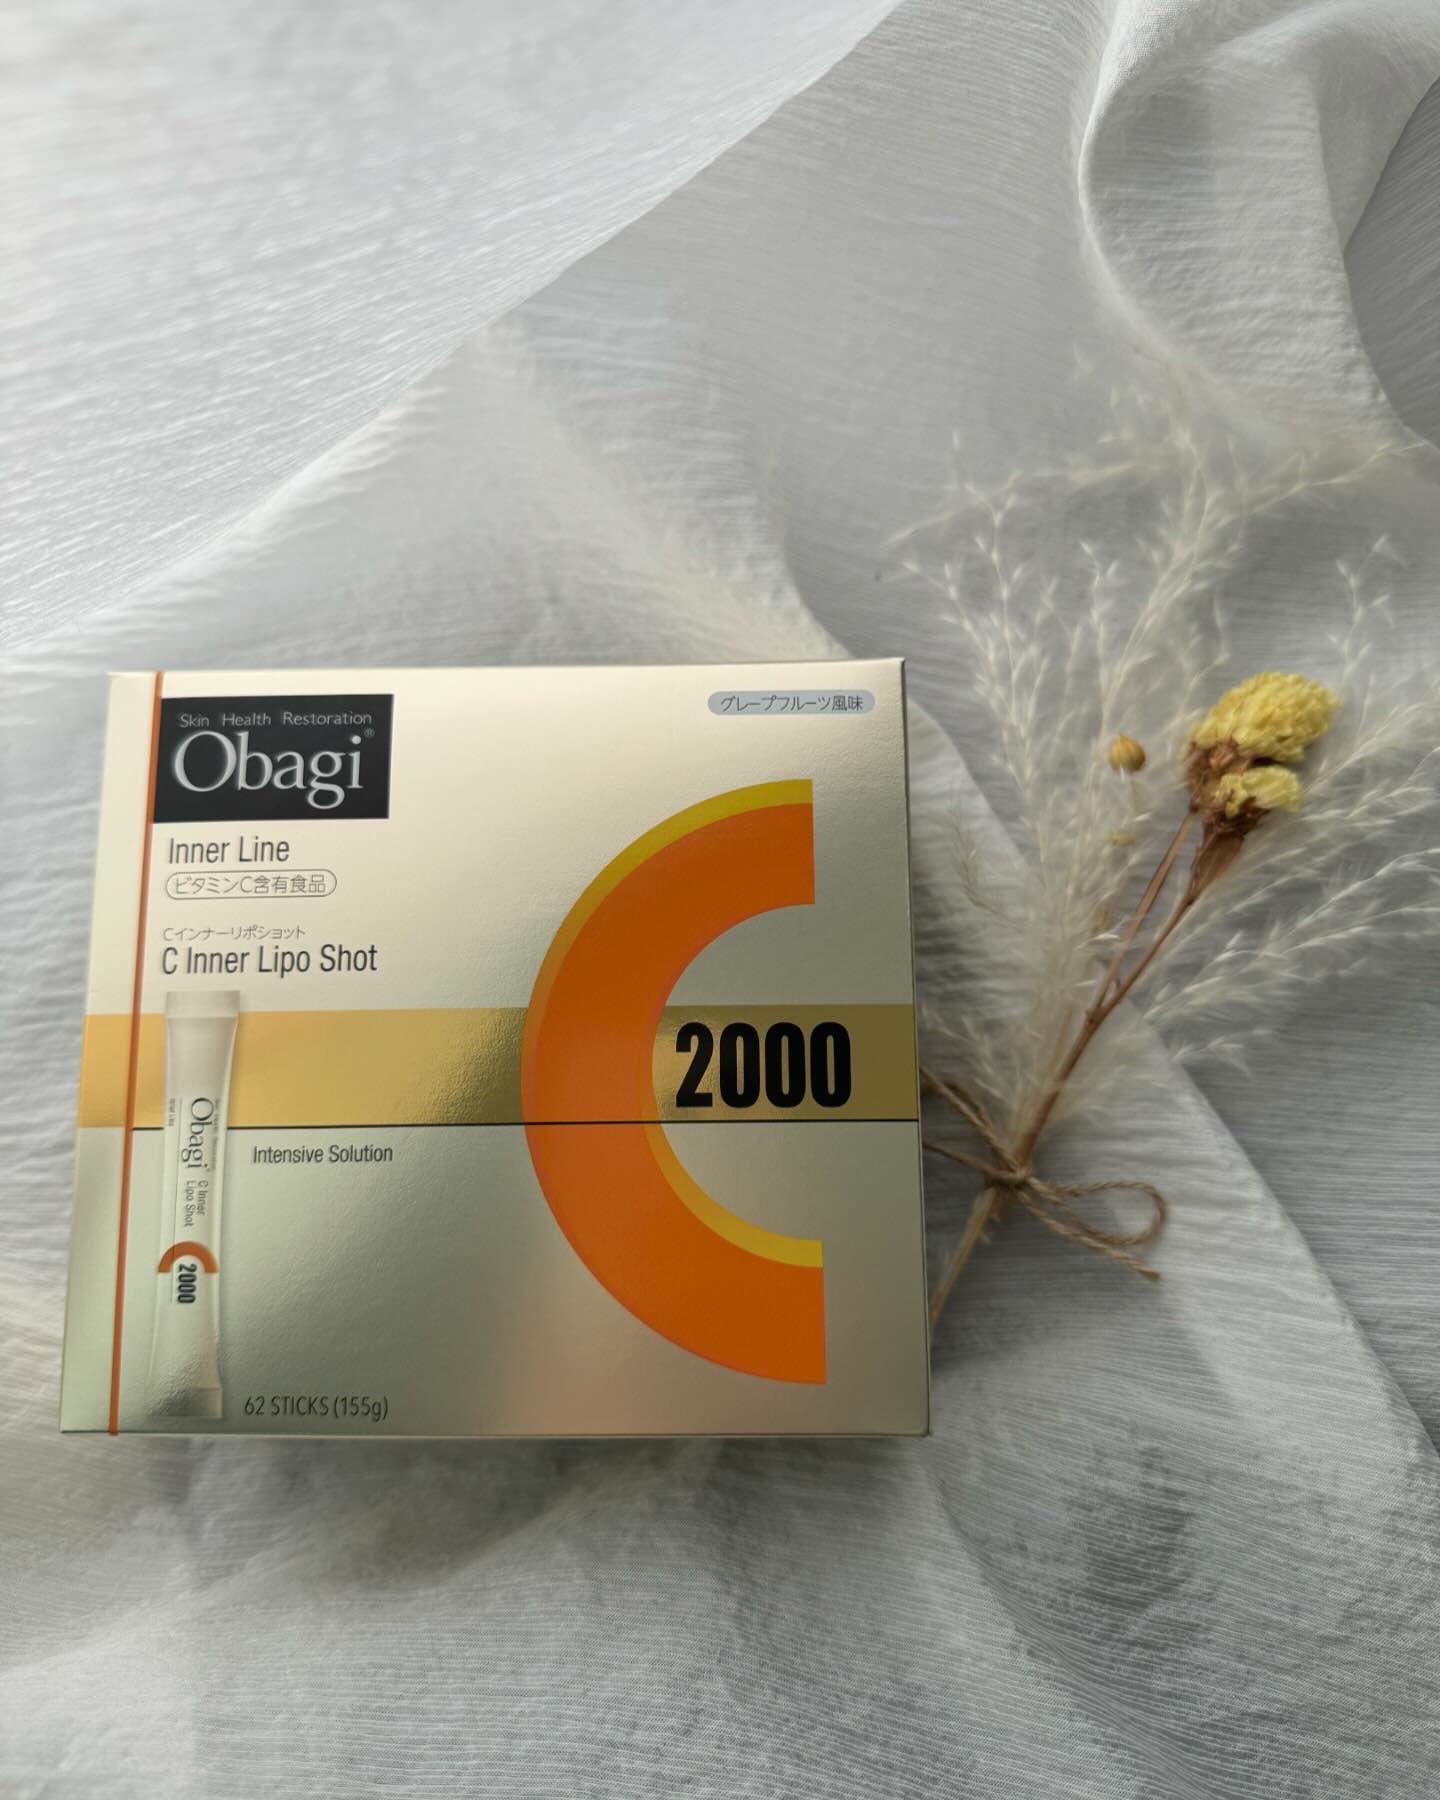 Skin Health Restoration
Obagi®
グレープフルーツ風味
Inner Line
ビタミンC含有食品
Cインナーリポショット
C Inner Lipo Shot
2000
Intensive Solution
Obagi
C Inner
Lipo Shot
2000
62 STICKS (155g)